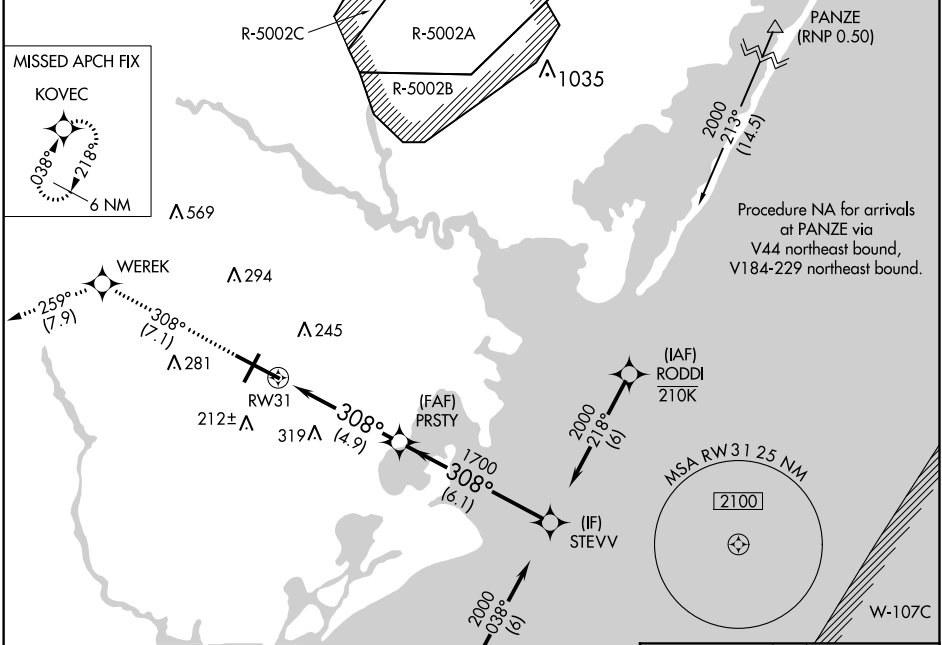 R-5002C
R-5002A
R-5002B
1035
PANZE
(RNP 0.50)
2000
213°
(14.5)
MISSED APCH FIX
KOVEC
038°
218°
6 NM
569
Procedure NA for arrivals
at PANZE via
V44 northeast bound,
V184-229 northeast bound.
WEREK
259°
(7.9)
308°
(7.1)
294
245
281
RW31
212±
319
308°
(4.9)
(FAF)
PRSTY
1700
308°
(6.1)
(IAF)
RODDI
210K
2000
218°
(6)
(IF)
STEVV
2000
038°
(6)
MSA RW31 25 NM
2100
W-107C